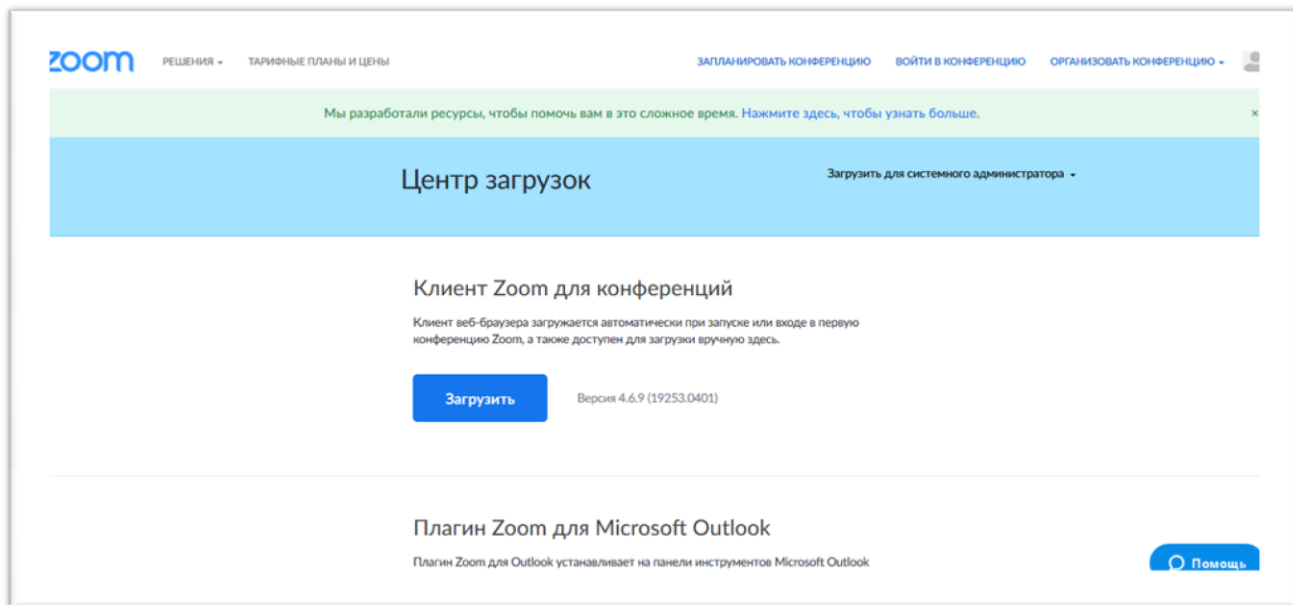 zoom РЕШЕНИЯ ТАРИФНЫЕ ПЛАНЫ И ЦЕНЫ ЗАПЛАНИРОВАТЬ КОНФЕРЕНЦИЮ ВОЙТИ В КОНФЕРЕНЦИЮ ОРГАНИЗОВАТЬ КОНФЕРЕНЦИЮ
Мы разработали ресурсы, чтобы помочь вам в это сложное время. Нажмите здесь, чтобы узнать больше. ×
Центр загрузок Загрузить для системного администратора
Клиент Zoom для конференций
Клиент веб-браузера загружается автоматически при запуске или входе в первую
конференцию Zoom, а также доступен для загрузки вручную здесь.
Загрузить Версия 4.6.9 (19253.0401)
Плагин Zoom для Microsoft Outlook
Плагин Zoom для Outlook устанавливает на панели инструментов Microsoft Outlook
Помощь